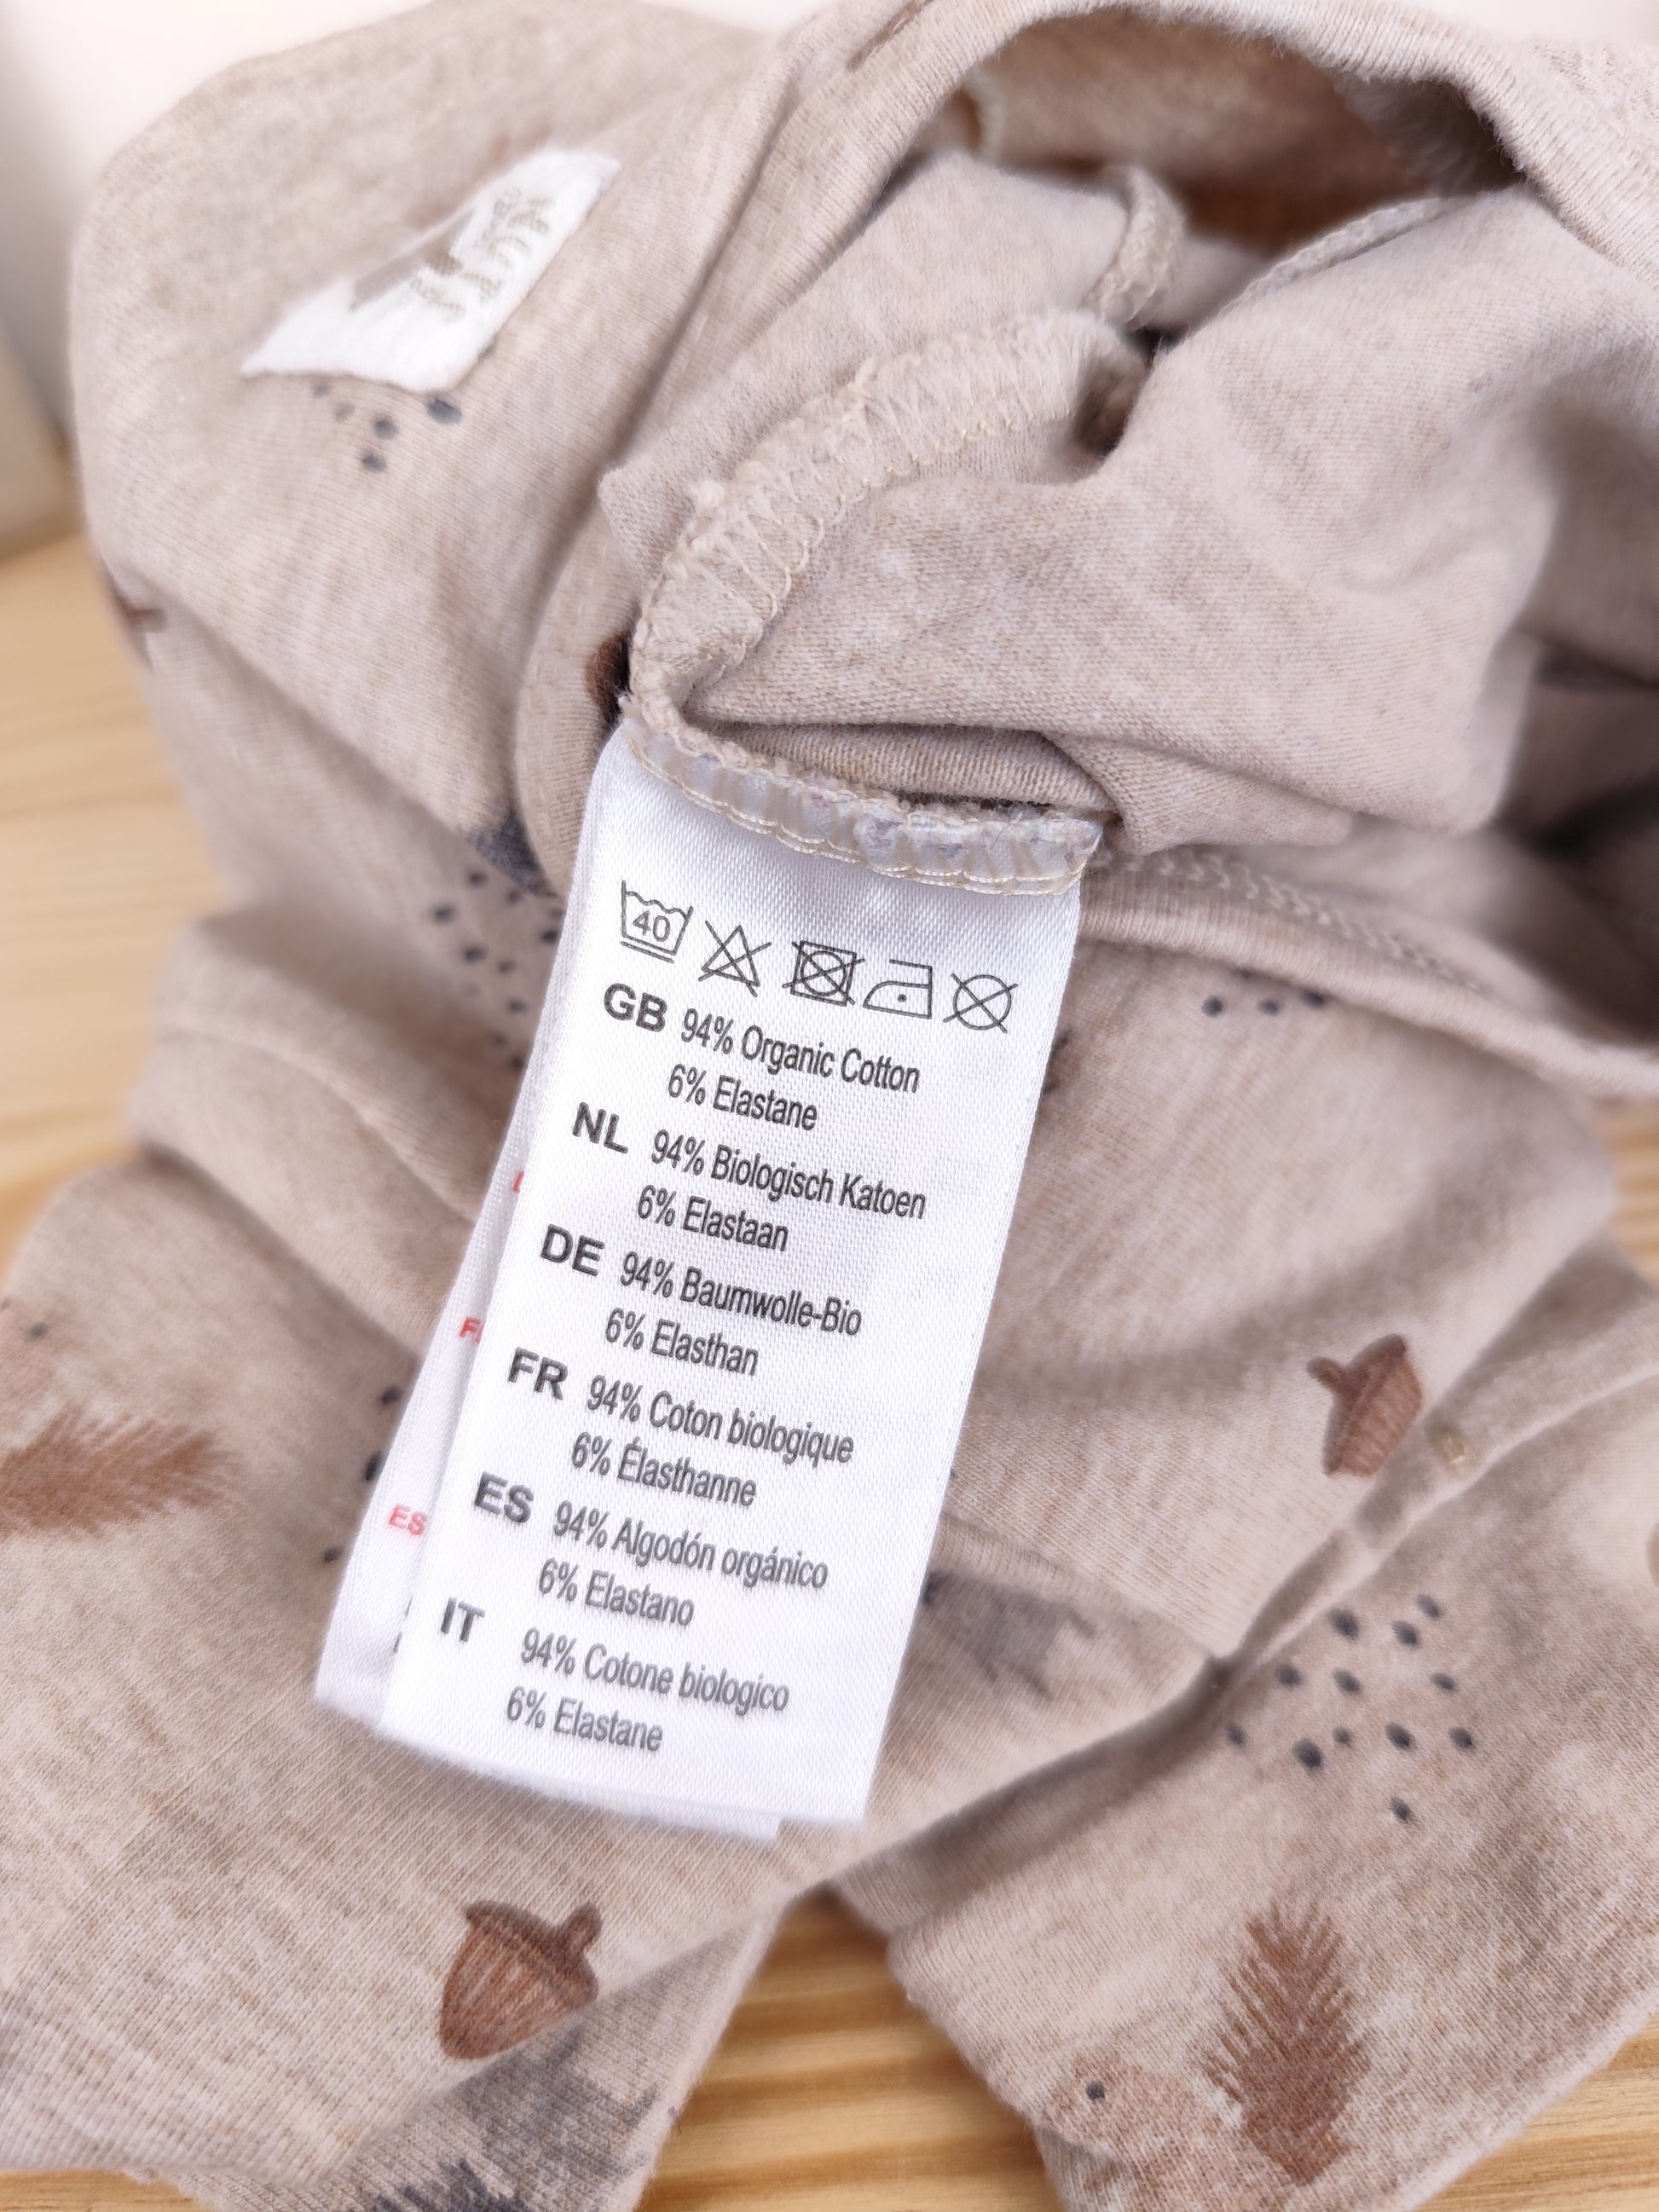 40
GB 94% Organic Cotton
6% Elastane
NL 94% Biologisch Katoen
6% Elastaan
DE 94% Baumwolle-Bio
6% Elasthan
FR 94% Coton biologique
6% Élasthanne
ES 94% Algodón orgánico
6% Elastano
IT 94% Cotone biologico
6% Elastane
ES